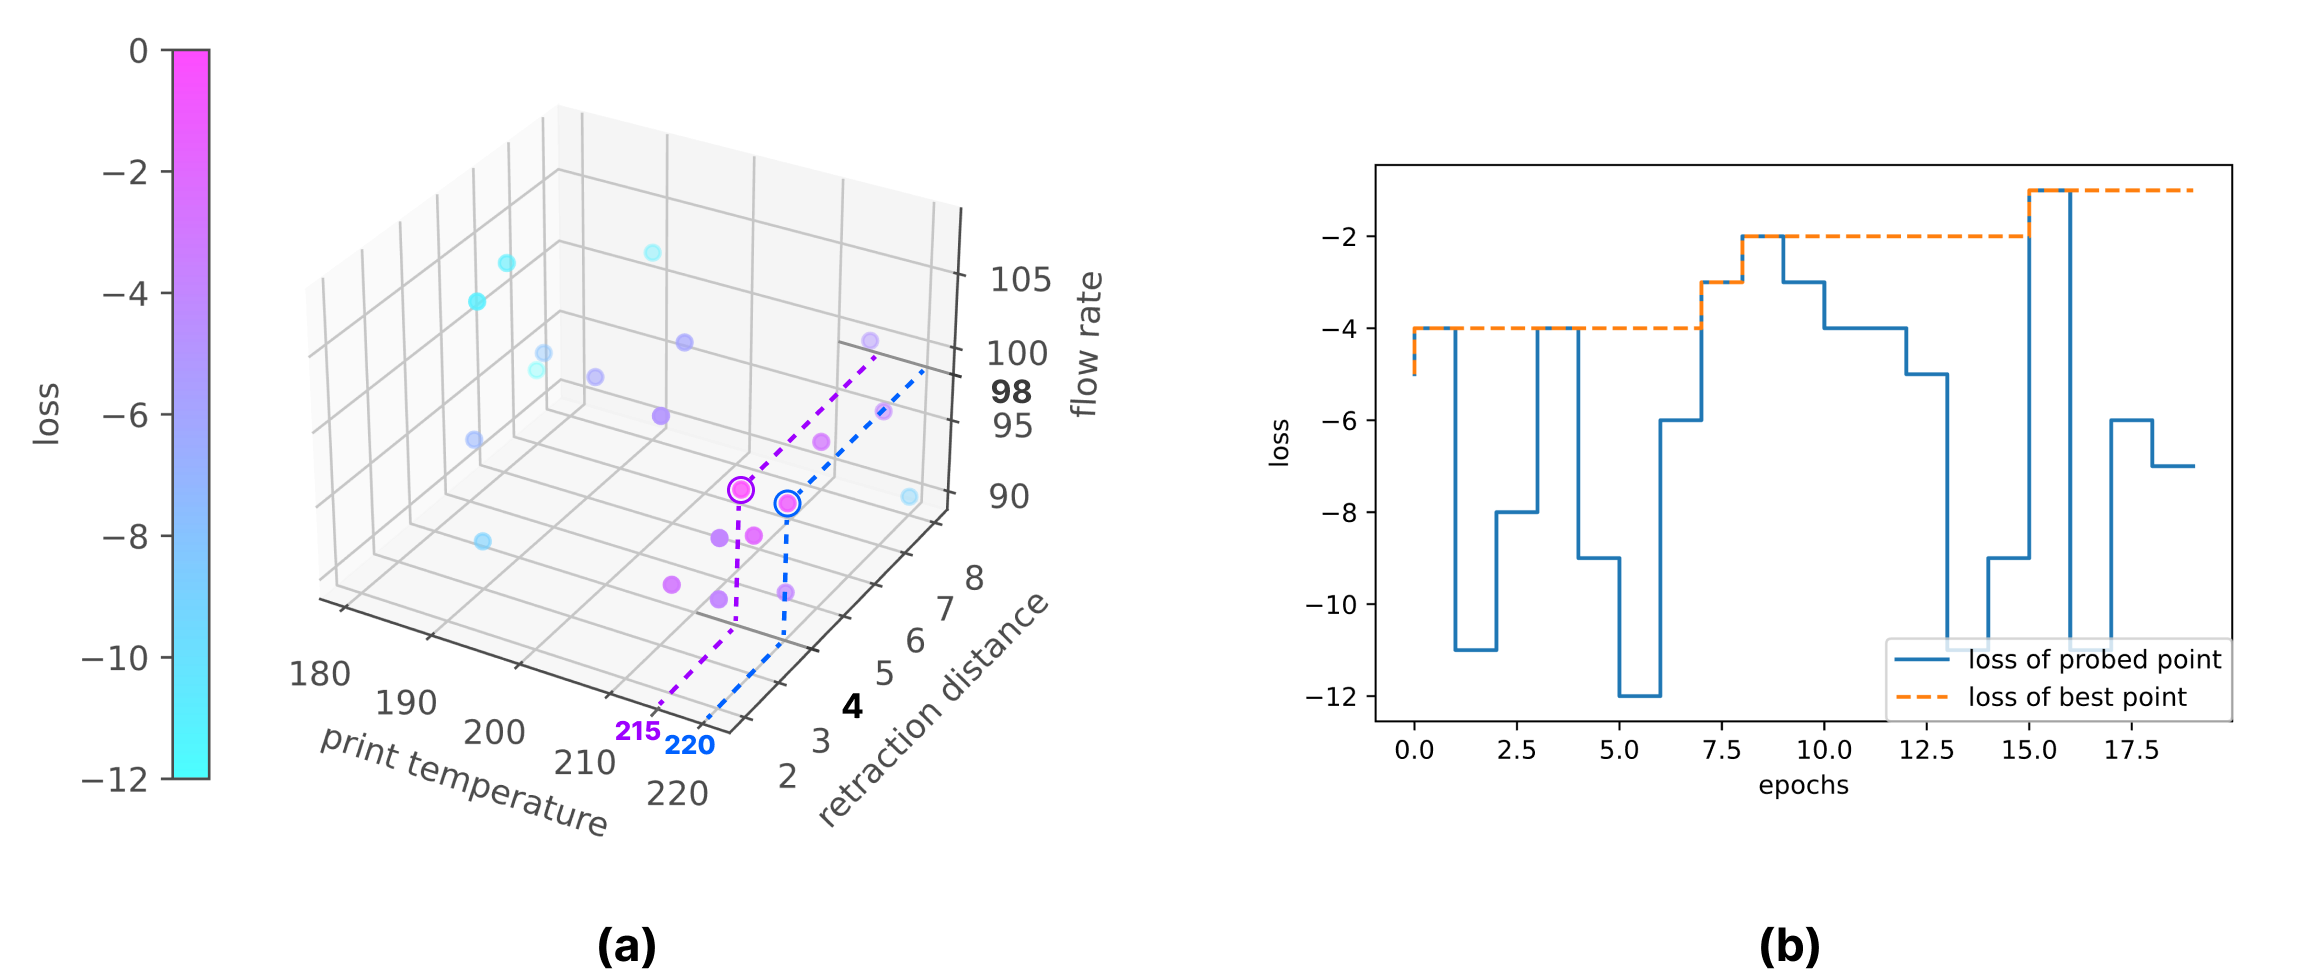 0
−2
−4
−6
−8
−10
−12
loss
180
190
200
210
220
215
220
print temperature
2
3
4
5
6
7
8
retraction distance
105
100
98
95
90
flow rate
(a)
−2
−4
−6
−8
−10
−12
loss
0.0 2.5 5.0 7.5 10.0 12.5 15.0 17.5
epochs
loss of probed point
loss of best point
(b)